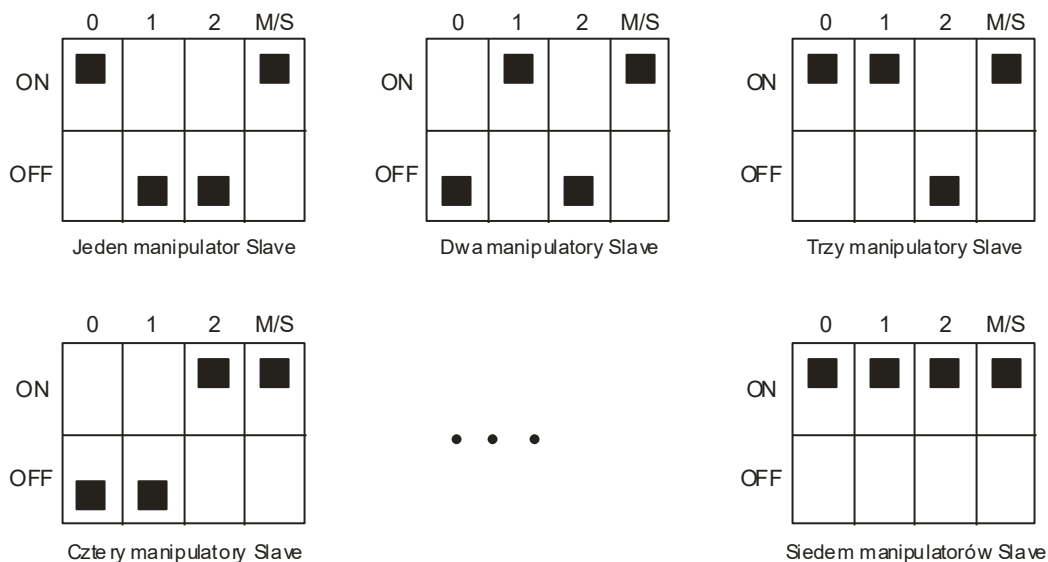 0 1 2 M/S
ON
OFF
Jeden manipulator Slave
0 1 2 M/S
ON
OFF
Dwa manipulatory Slave
0 1 2 M/S
ON
OFF
Trzy manipulatory Slave
0 1 2 M/S
ON
OFF
Cztery manipulatory Slave
0 1 2 M/S
ON
OFF
Siedem manipulatorów Slave